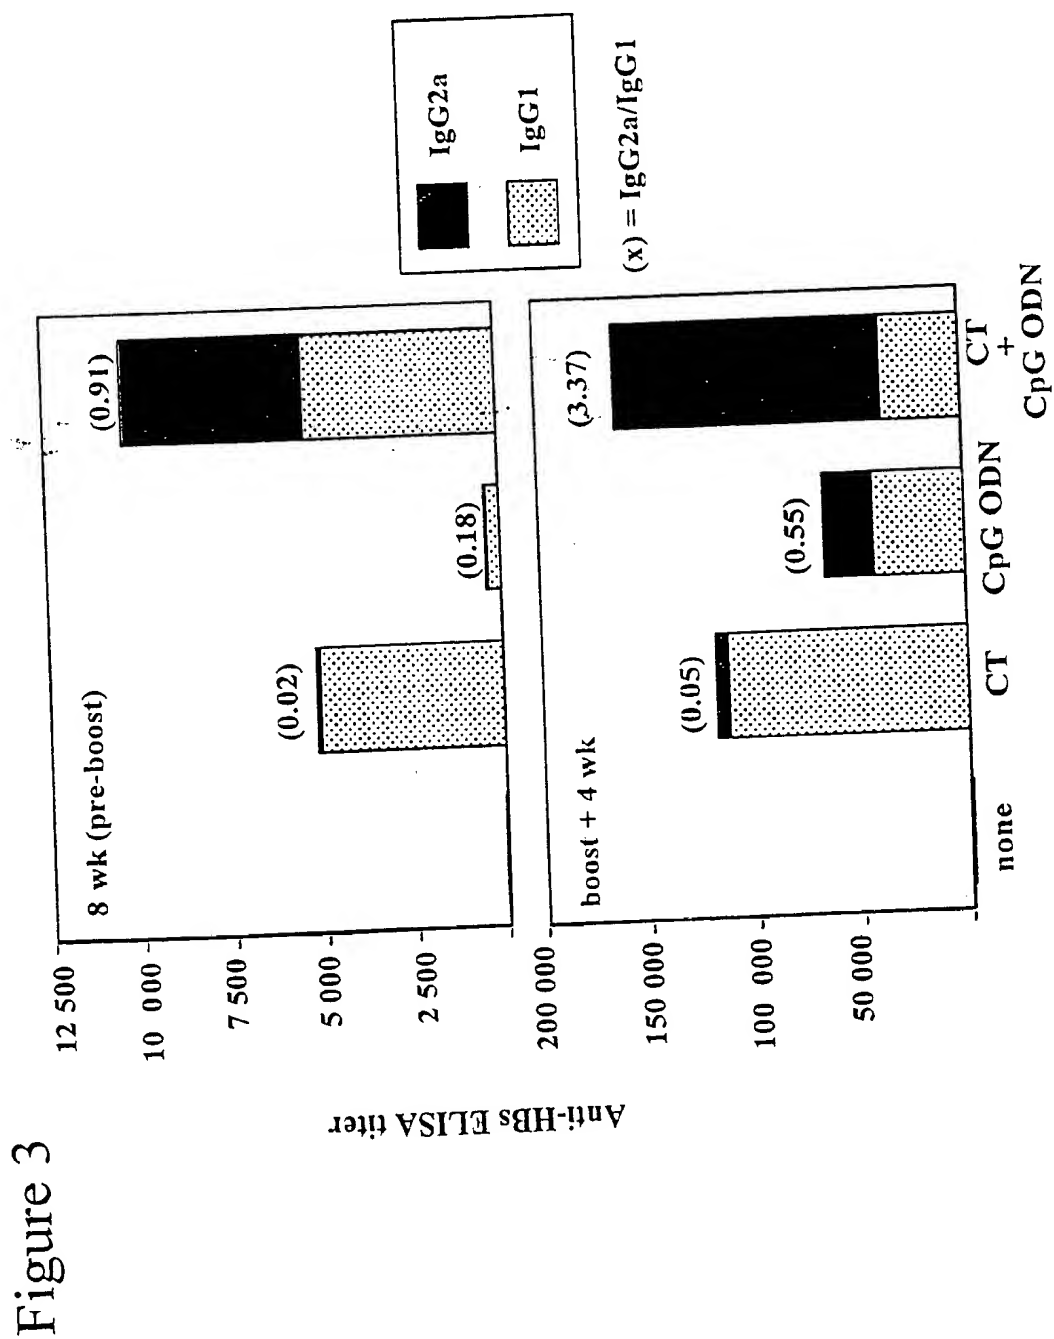 Figure 3
Anti-HBs ELISA titer
12 500
10 000
7 500
5 000
2 500
8 wk (pre-boost)
(0.02)
(0.18)
(0.91)
200 000
150 000
100 000
50 000
boost + 4 wk
(0.05)
(0.55)
(3.37)
none
CT
CpG ODN
CT
+
CpG ODN
IgG2a
IgG1
(x) = IgG2a/IgG1